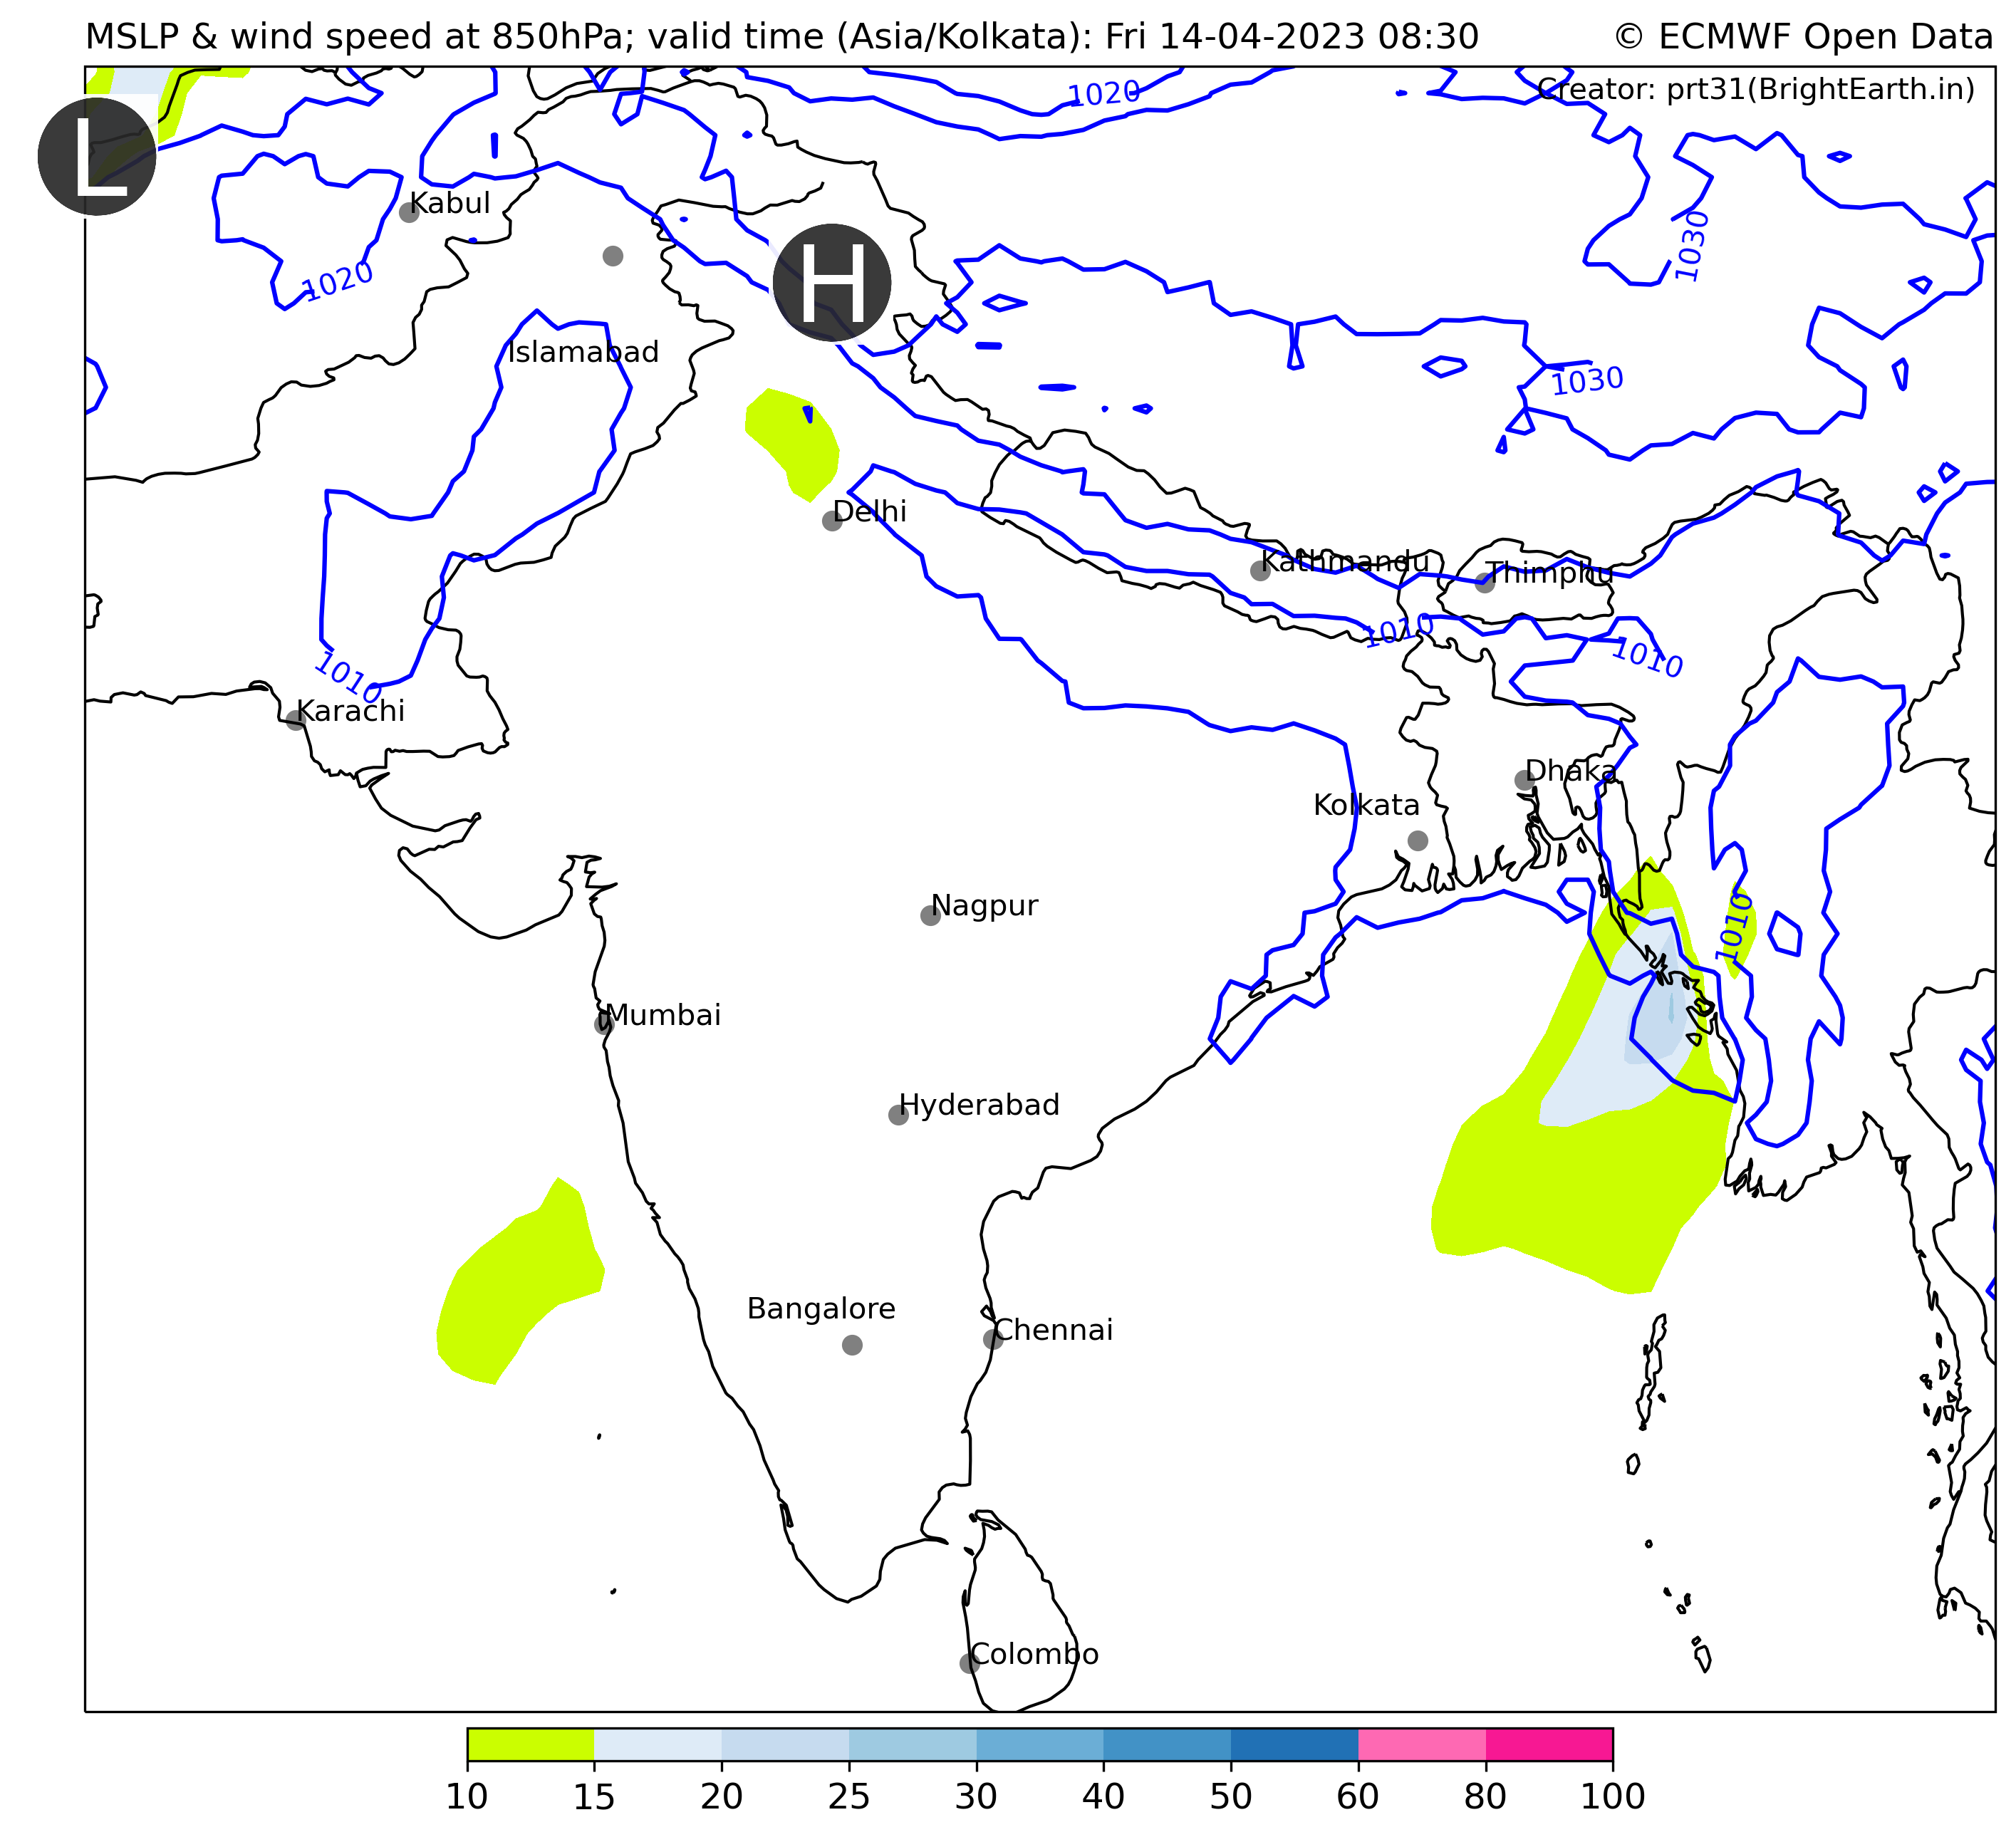 MSLP & wind speed at 850hPa; valid time (Asia/Kolkata): Fri 14-04-2023 08:30
© ECMWF Open Data
Creator: prt31(BrightEarth.in)
1020
L
Kabul
1030
H
1020
Islamabad
1030
Delhi
Kathmandu
Thimphu
1010
1010
1010
Karachi
Dhaka
Kolkata
Nagpur
1010
Mumbai
Hyderabad
Bangalore
Chennai
Colombo
10 15 20 25 30 40 50 60 80 100